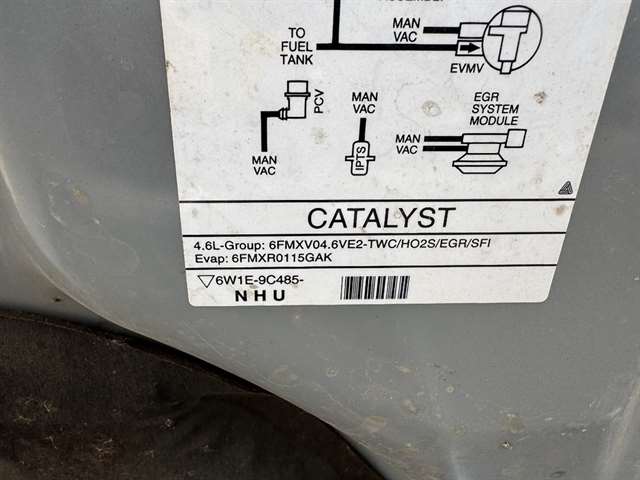 ASSEMBLY
TO
FUEL
TANK
MAN
VAC
EVMV
PCV
MAN
VAC
MAN
VAC
IPTS
EGR
SYSTEM
MODULE
MAN
VAC
CATALYST
4.6L-Group: 6FMXV04.6VE2-TWC/HO2S/EGR/SFI
Evap: 6FMXR0115GAK
6W1E-9C485-
NHU